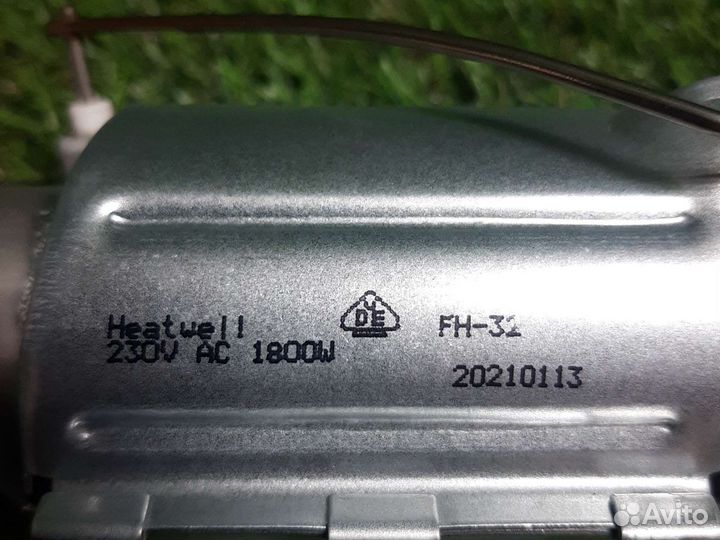 Heatwell
230V AC 1800W
VDE
FH-32
20210113
Avito